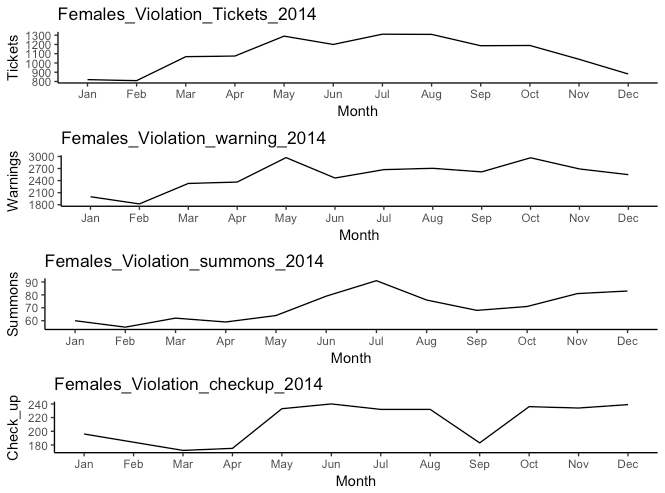 Females_Violation_Tickets_2014
Tickets
1300
1200
1100
1000
900
800
Jan Feb Mar Apr May Jun Jul Aug Sep Oct Nov Dec
Month
Females_Violation_warning_2014
Warnings
3000
2700
2400
2100
1800
Jan Feb Mar Apr May Jun Jul Aug Sep Oct Nov Dec
Month
Females_Violation_summons_2014
Summons
90
80
70
60
Jan Feb Mar Apr May Jun Jul Aug Sep Oct Nov Dec
Month
Females_Violation_checkup_2014
Check_up
240
220
200
180
Jan Feb Mar Apr May Jun Jul Aug Sep Oct Nov Dec
Month